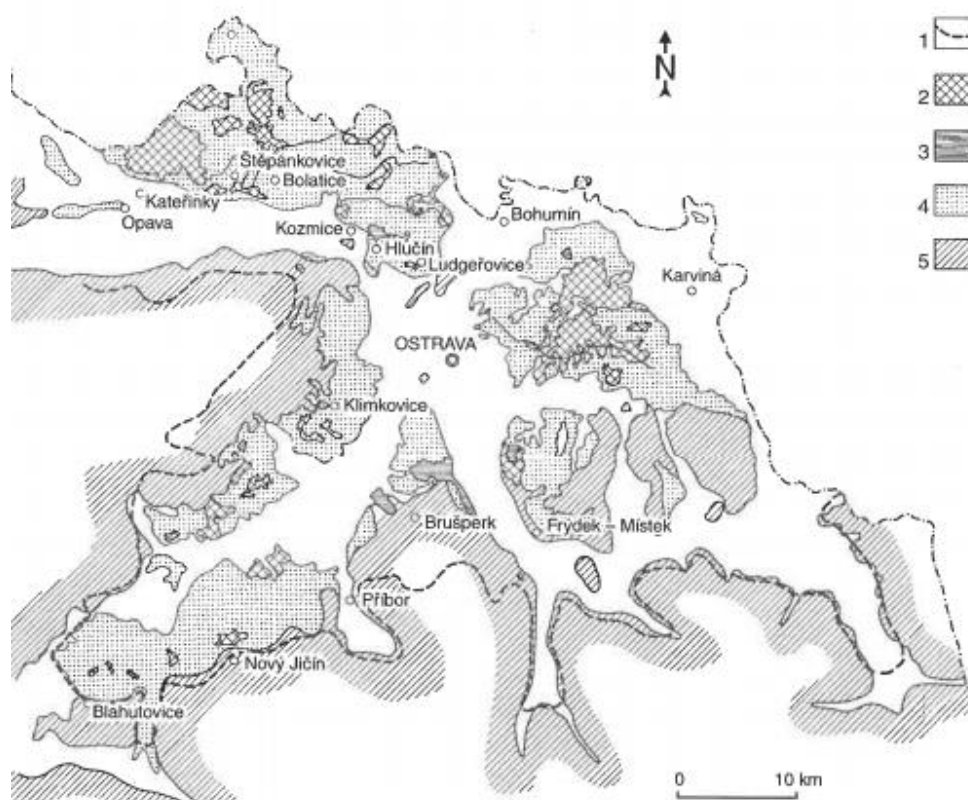 1
N
2
3
Štěpánkovice
Bolatice
4
Kateřinky
Opava
Kozmice
Bohumín
5
Hlučín
Ludgeřovice
Karviná
OSTRAVA
Klimkovice
Brušperk
Frýdek – Místek
Příbor
Nový Jičín
Blahutovice
0 10 km